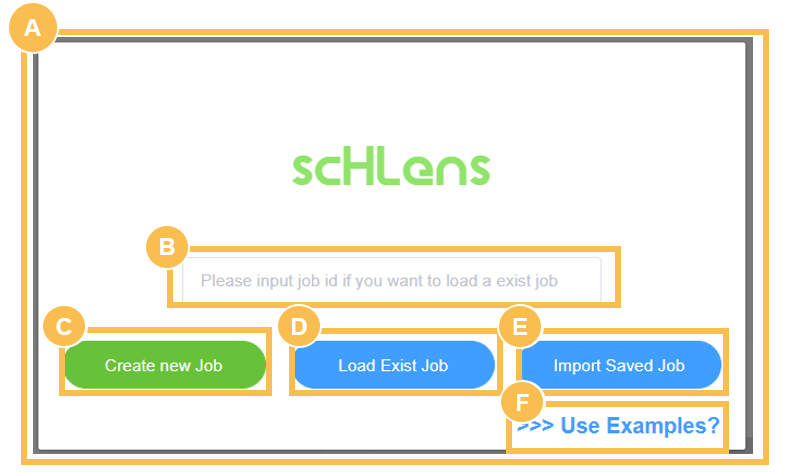 A
scHLens
B
Please input job id if you want to load a exist job
C D E
Create new Job Load Exist Job Import Saved Job
F
>>> Use Examples?